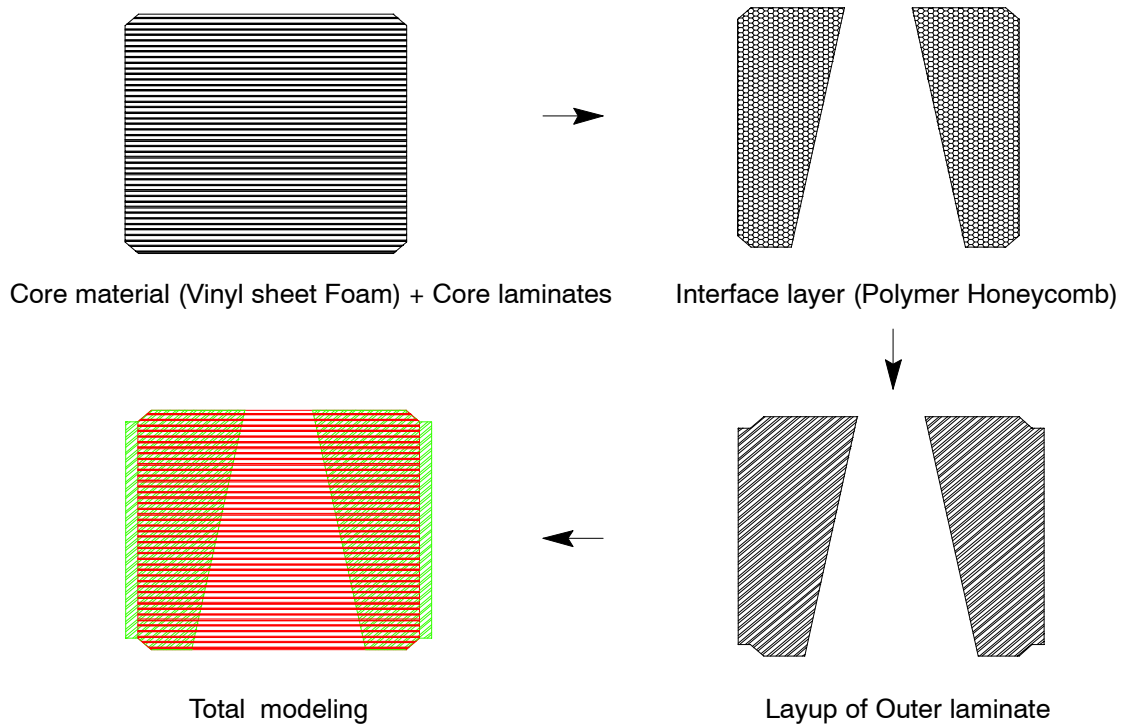 Core material (Vinyl sheet Foam) + Core laminates
Interface layer (Polymer Honeycomb)
Total modeling
Layup of Outer laminate